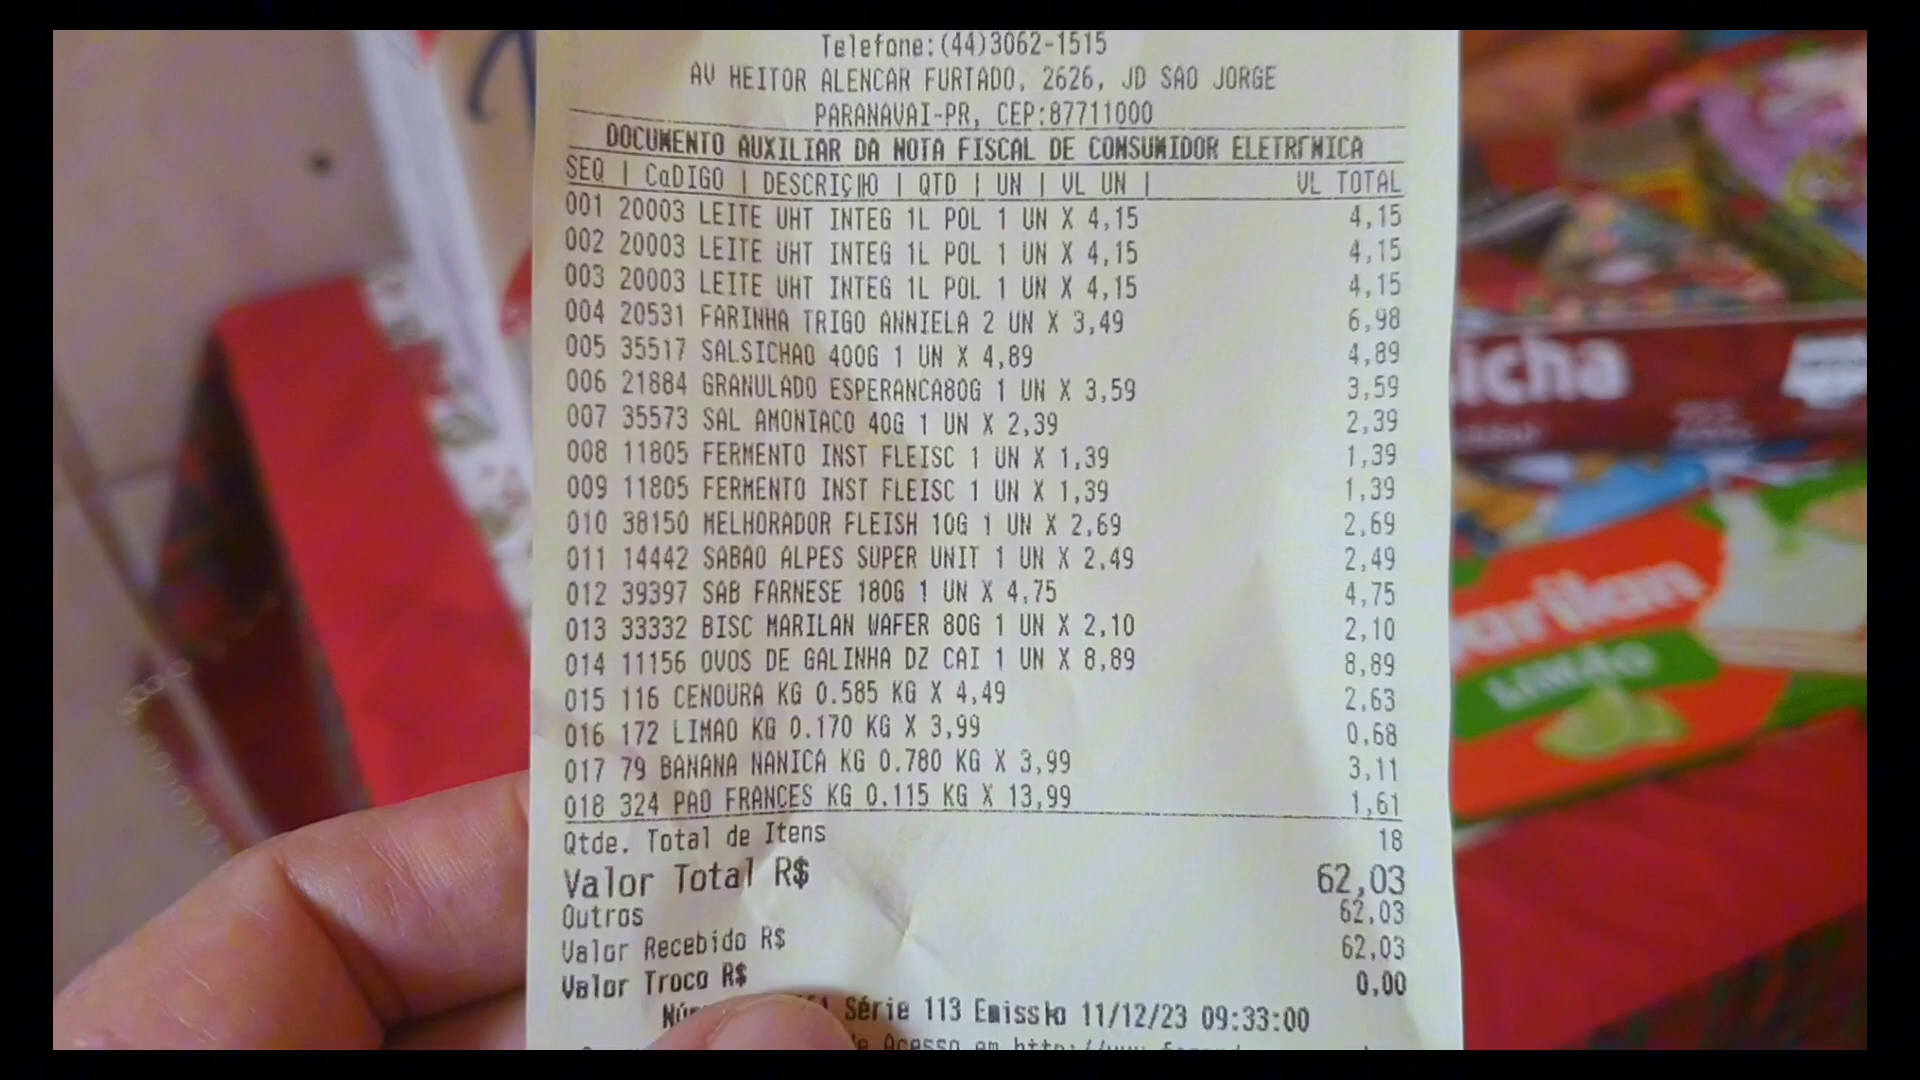 Telefone:(44)3062-1515
AV HEITOR ALENCAR FURTADO, 2626, JD SAO JORGE
PARANAVAI-PR, CEP:87711000
DOCUMENTO AUXILIAR DA NOTA FISCAL DE CONSUMIDOR ELETRÔNICA
SEQ | CaDIGO | DESCRIÇHO | QTD | UN | VL UN | VL TOTAL
001 20003 LEITE UHT INTEG 1L POL 1 UN X 4,15 4,15
002 20003 LEITE UHT INTEG 1L POL 1 UN X 4,15 4,15
003 20003 LEITE UHT INTEG 1L POL 1 UN X 4,15 4,15
004 20531 FARINHA TRIGO ANNIELA 2 UN X 3,49 6,98
005 35517 SALSICHAO 400G 1 UN X 4,89 4,89
006 21884 GRANULADO ESPERANCA80G 1 UN X 3,59 3,59
007 35573 SAL AMONIACO 40G 1 UN X 2,39 2,39
008 11805 FERMENTO INST FLEISC 1 UN X 1,39 1,39
009 11805 FERMENTO INST FLEISC 1 UN X 1,39 1,39
010 38150 MELHORADOR FLEISH 10G 1 UN X 2,69 2,69
011 14442 SABAO ALPES SUPER UNIT 1 UN X 2,49 2,49
012 39397 SAB FARNESE 180G 1 UN X 4,75 4,75
013 33332 BISC MARILAN WAFER 80G 1 UN X 2,10 2,10
014 11156 OVOS DE GALINHA DZ CAI 1 UN X 8,89 8,89
015 116 CENOURA KG 0.585 KG X 4,49 2,63
016 172 LIMAO KG 0.170 KG X 3,99 0,68
017 79 BANANA NANICA KG 0.780 KG X 3,99 3,11
018 324 PAO FRANCES KG 0.115 KG X 13,99 1,61
Qtde. Total de Itens 18
Valor Total R$ 62,03
Outros 62,03
Valor Recebido R$ 62,03
Valor Troco R$ 0,00
Série 113 Emissão 11/12/23 09:33:00
Acesso em
icha
arilan
LIMÃO